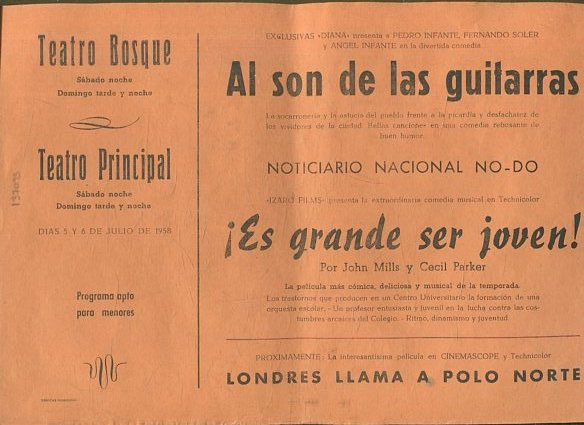 Teatro Bosque
Sábado noche
Domingo tarde y noche
Teatro Principal
Sábado noche
Domingo tarde y noche
DIAS 5 Y 6 DE JULIO DE 1958
Programa apto
para menores
EXCLUSIVAS «DIANA» presenta a PEDRO INFANTE, FERNANDO SOLER
y ANGEL INFANTE en la divertida comedia
Al son de las guitarras
La socarronería y la astucia del pueblo frente a la picardía y desfachatez de
los vividores de la ciudad. Bellas canciones en una comedia rebosante de
buen humor.
NOTICIARIO NACIONAL NO-DO
«IZARO FILMS» presenta la extraordinaria comedia musical en Technicolor
¡Es grande ser joven!
Por John Mills y Cecil Parker
La película más cómica, deliciosa y musical de la temporada
Los trastornos que producen en un Centro Universitario la formación de una
orquesta escolar. - Un profesor entusiasta y juvenil en la lucha contra las cos-
tumbres arcaicas del Colegio. - Ritmo, dinamismo y juventud.
PROXIMAMENTE: La interesantísima película en CINEMASCOPE y Technicolor
LONDRES LLAMA A POLO NORTE